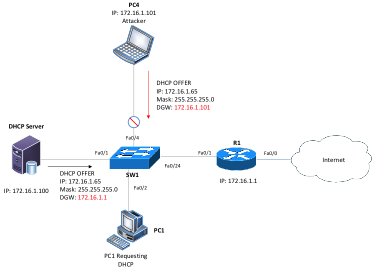 PC4
IP: 172.16.1.101
Attacker
DHCP OFFER
IP: 172.16.1.65
Mask: 255.255.255.0
DGW: 172.16.1.101
DHCP Server
Fa0/4
R1
Fa0/1
Fa0/1
Fa0/0
Internet
Fa0/24
DHCP OFFER
IP: 172.16.1.65
Mask: 255.255.255.0
DGW: 172.16.1.1
SW1
IP: 172.16.1.100
Fa0/2
IP: 172.16.1.1
PC1
PC1 Requesting
DHCP